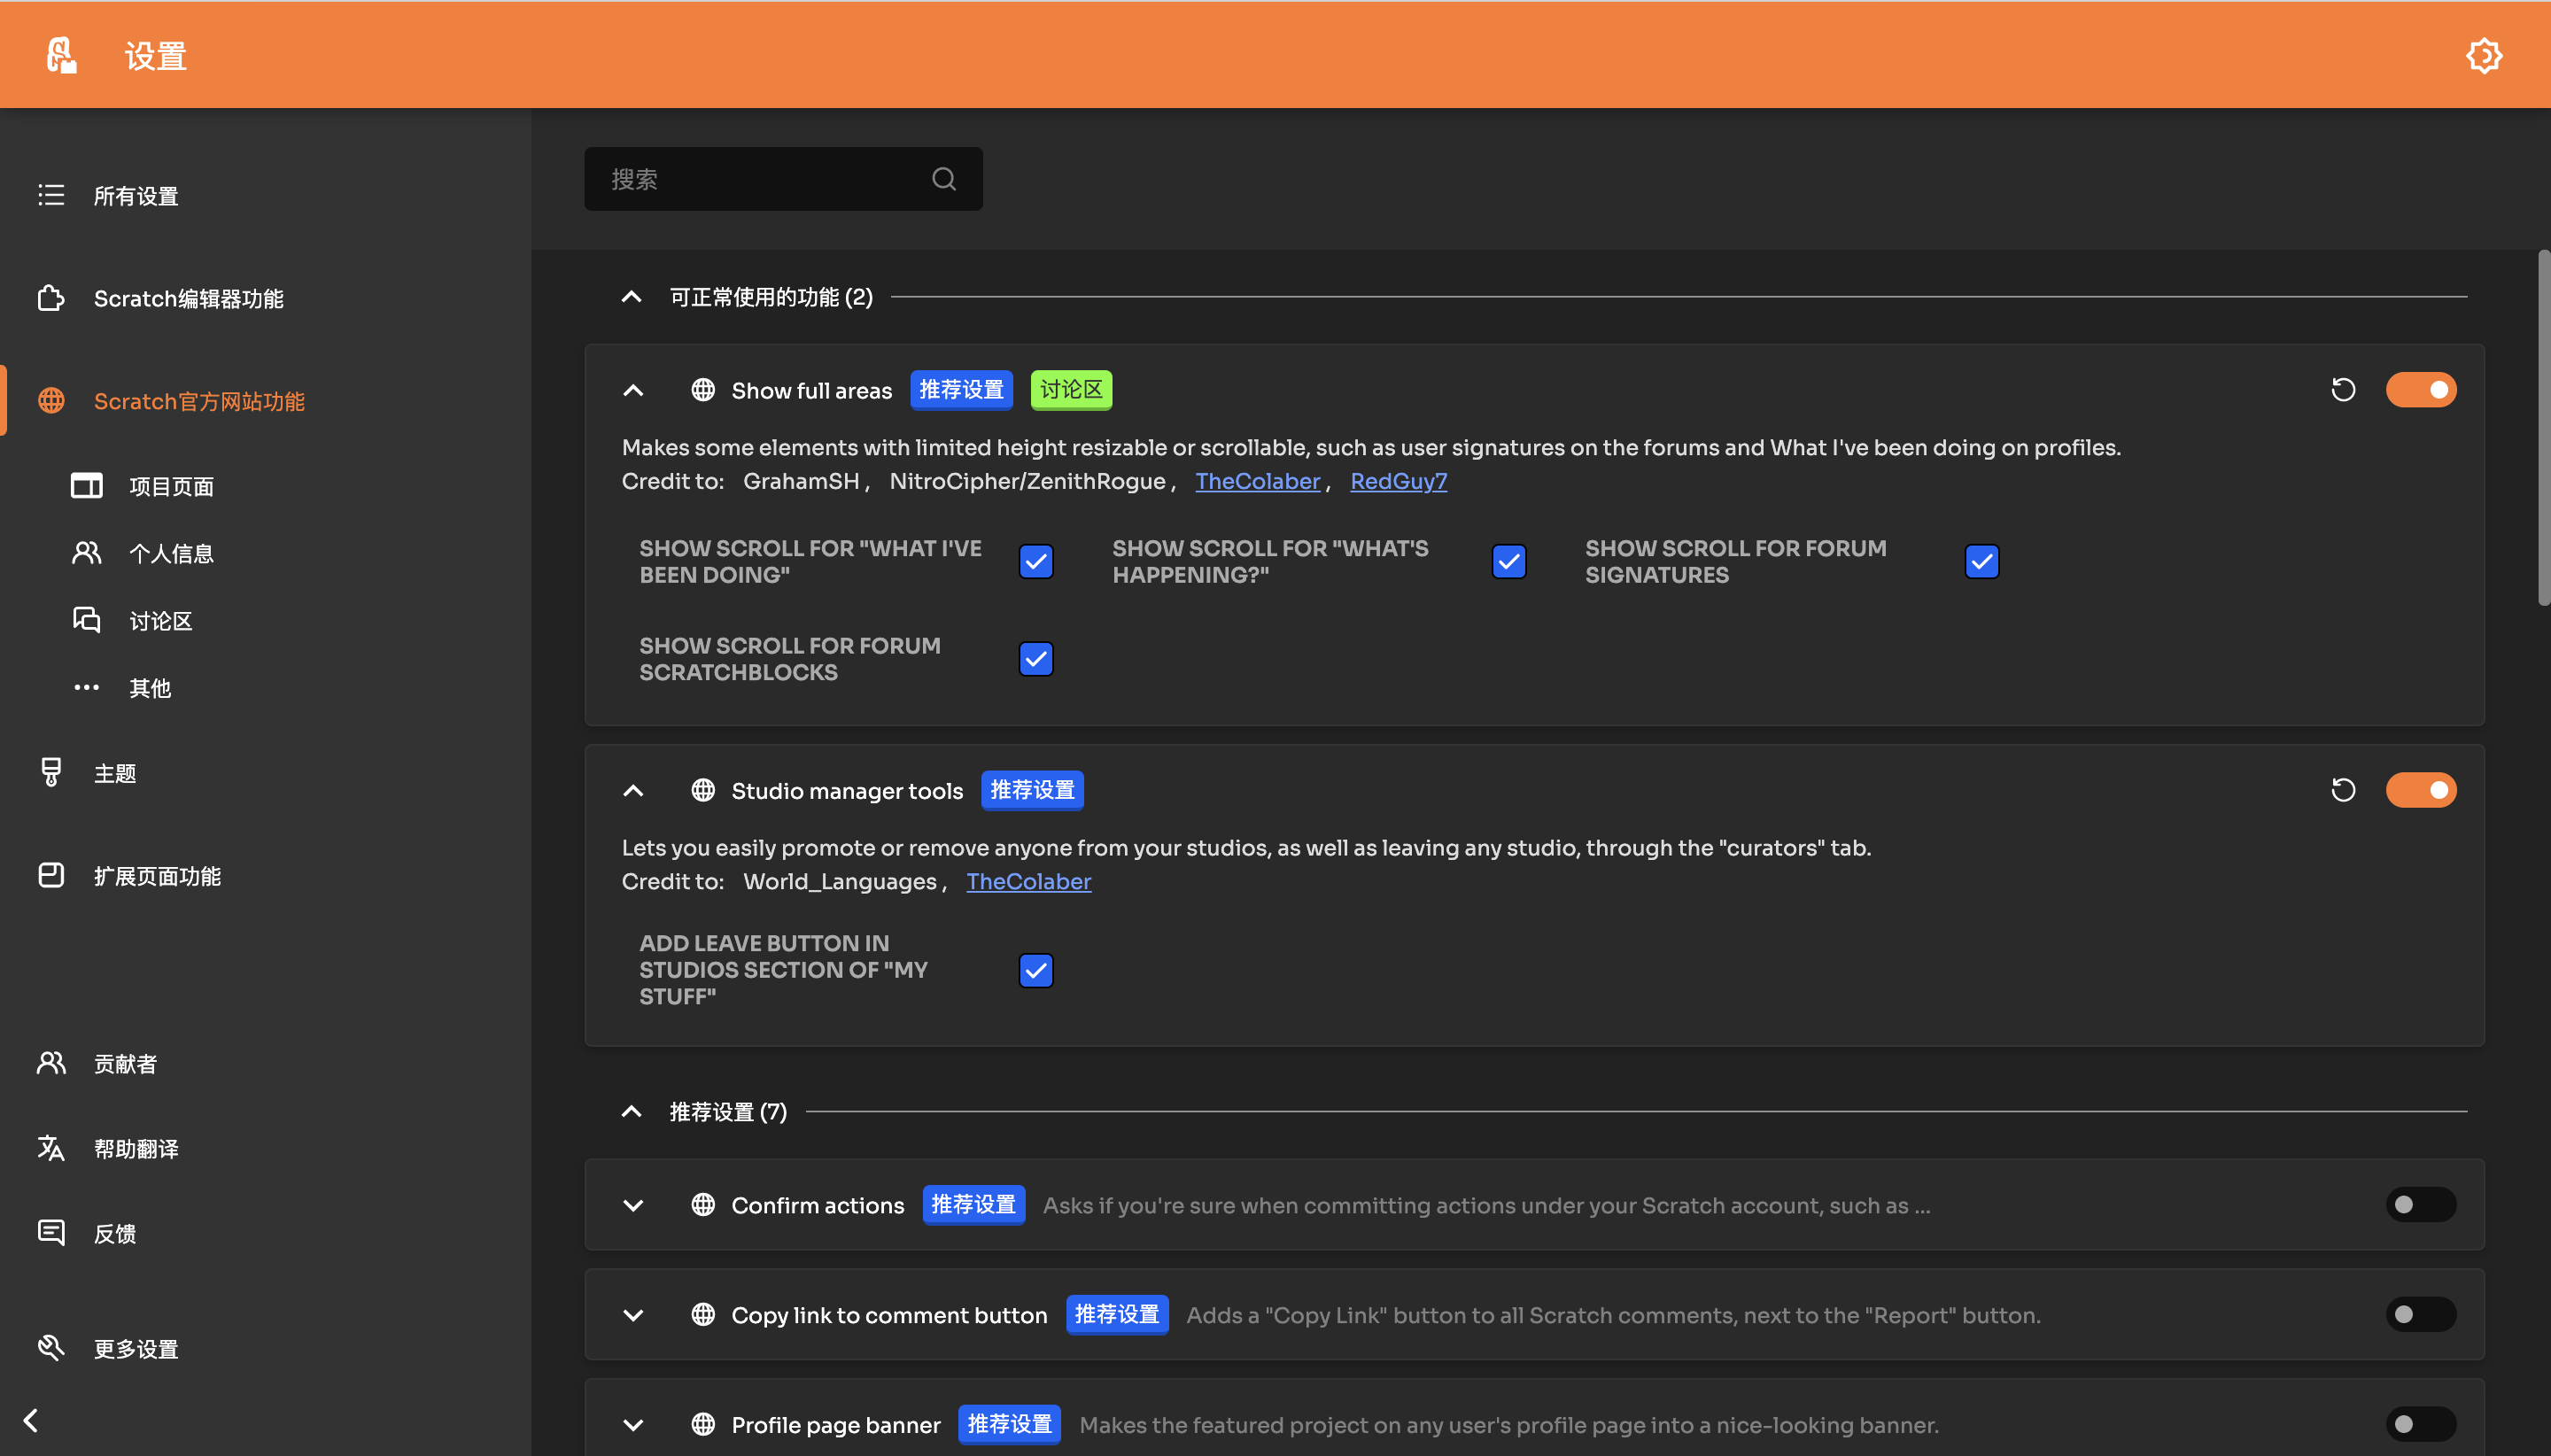 设置
所有设置
Scratch编辑器功能
Scratch官方网站功能
项目页面
个人信息
讨论区
其他
主题
扩展页面功能
贡献者
帮助翻译
反馈
更多设置
搜索
可正常使用的功能 (2)
Show full areas 推荐设置 讨论区
Makes some elements with limited height resizable or scrollable, such as user signatures on the forums and What I've been doing on profiles.
Credit to: GrahamSH , NitroCipher/ZenithRogue , TheColaber , RedGuy7
SHOW SCROLL FOR "WHAT I'VE
BEEN DOING"
SHOW SCROLL FOR "WHAT'S
HAPPENING?"
SHOW SCROLL FOR FORUM
SIGNATURES
SHOW SCROLL FOR FORUM
SCRATCHBLOCKS
Studio manager tools 推荐设置
Lets you easily promote or remove anyone from your studios, as well as leaving any studio, through the "curators" tab.
Credit to: World_Languages , TheColaber
ADD LEAVE BUTTON IN
STUDIOS SECTION OF "MY
STUFF"
推荐设置 (7)
Confirm actions 推荐设置 Asks if you're sure when committing actions under your Scratch account, such as ...
Copy link to comment button 推荐设置 Adds a "Copy Link" button to all Scratch comments, next to the "Report" button.
Profile page banner 推荐设置 Makes the featured project on any user's profile page into a nice-looking banner.